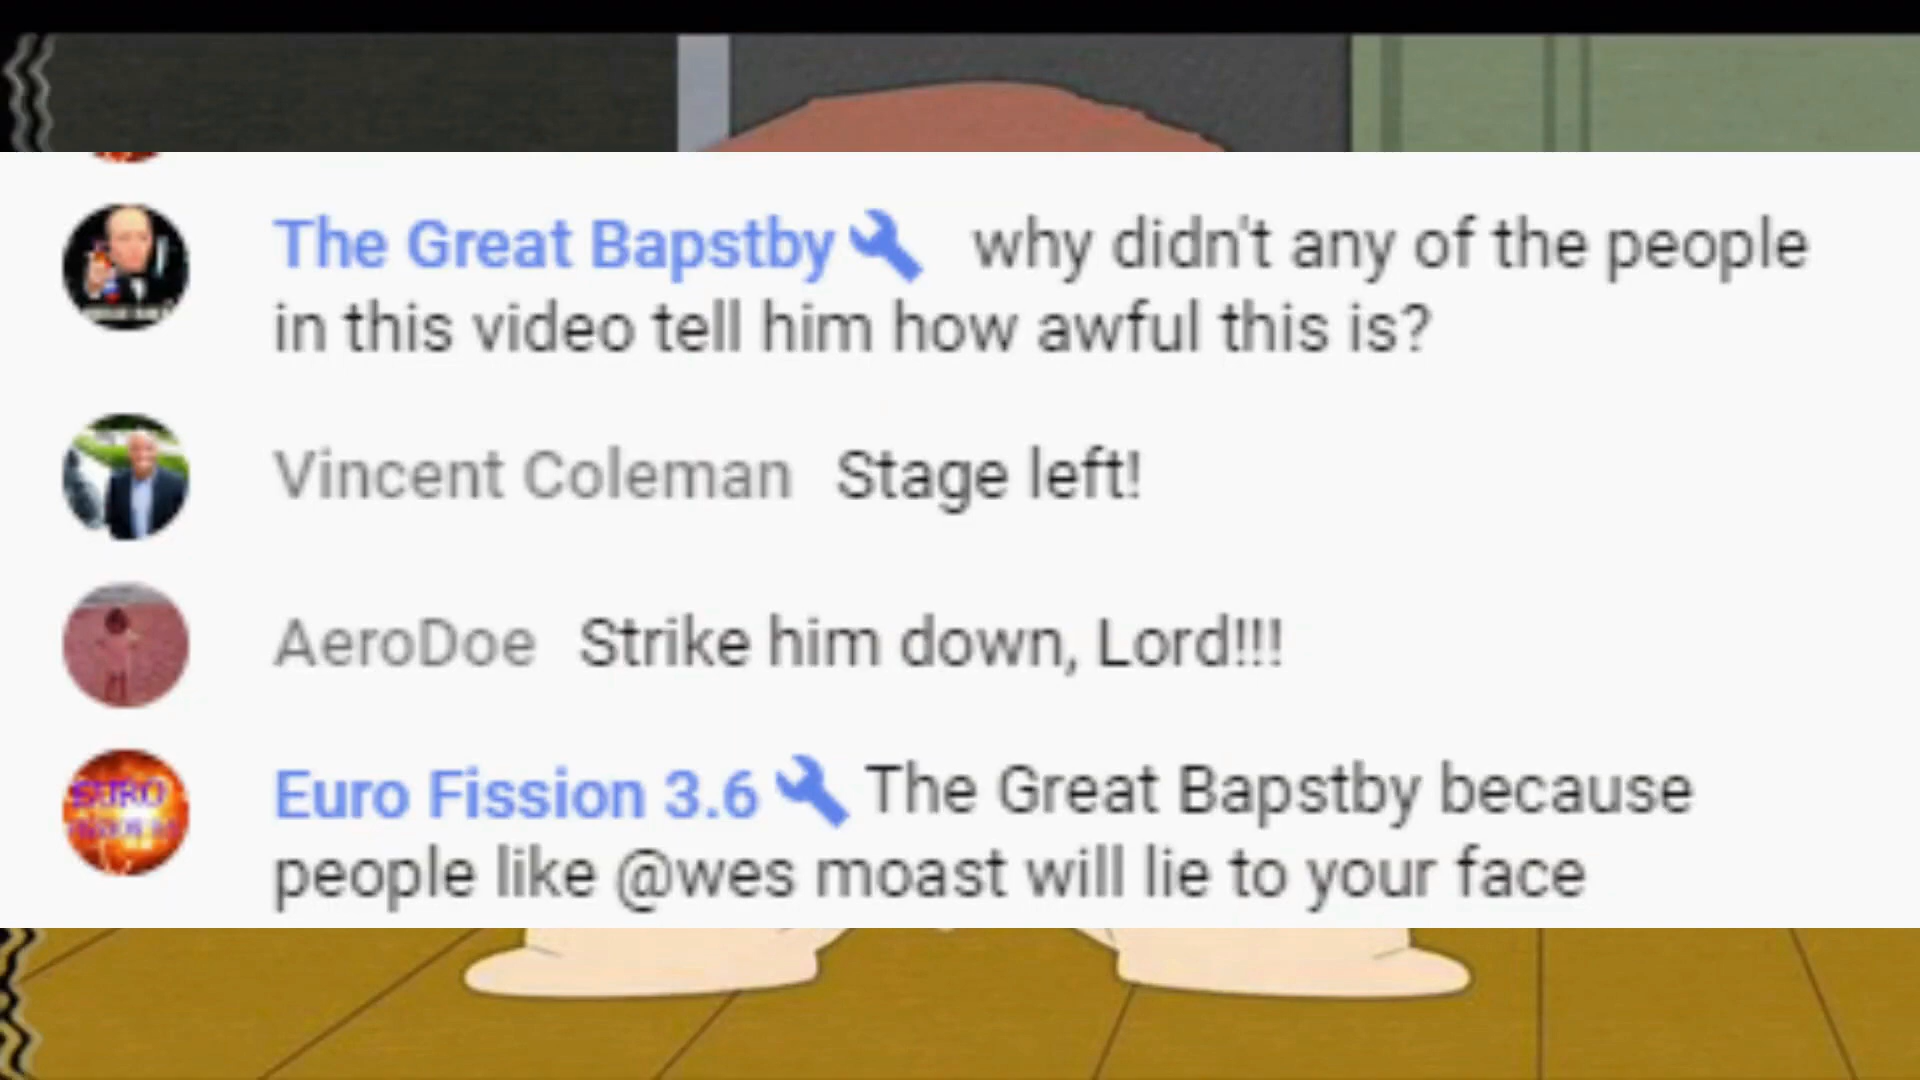 The Great Bapstby why didn't any of the people
in this video tell him how awful this is?
Vincent Coleman Stage left!
AeroDoe Strike him down, Lord!!!
EURO
Euro Fission 3.6 The Great Bapstby because
people like @wes moast will lie to your face